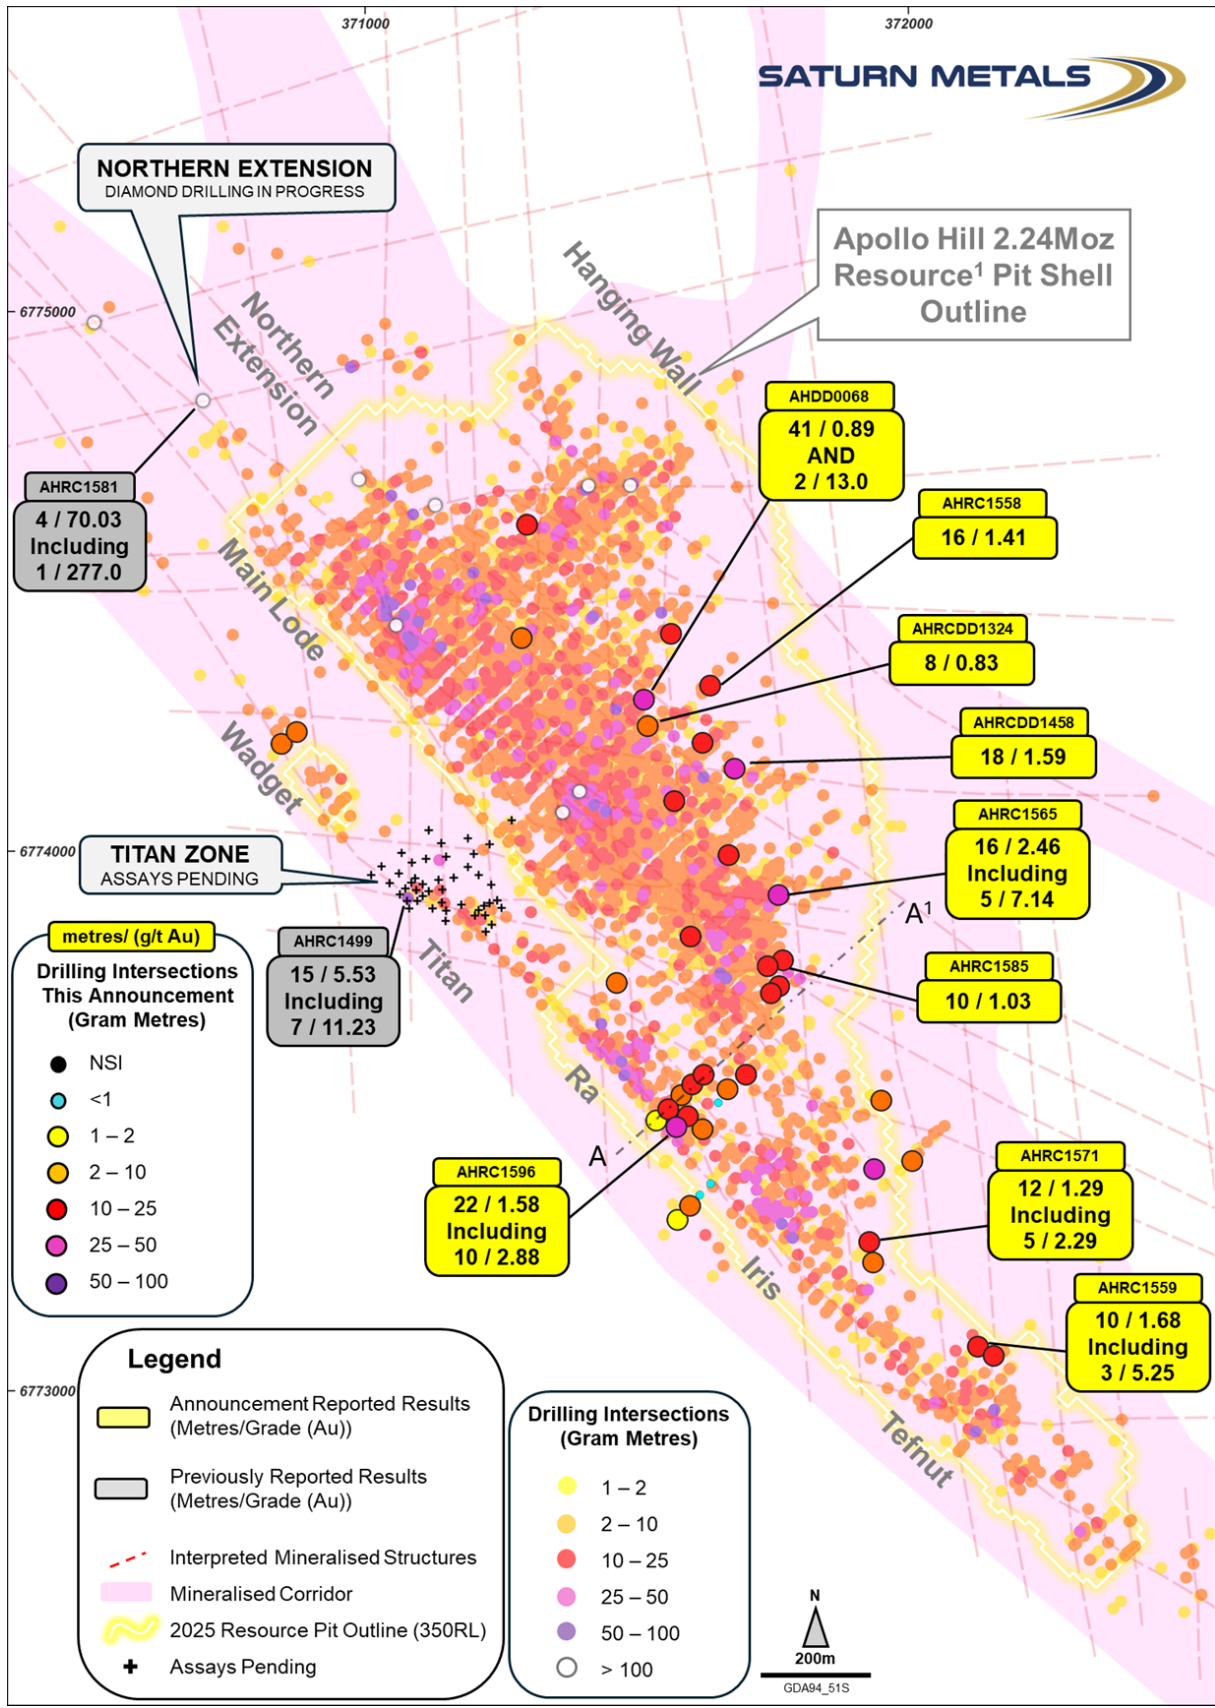 371000
372000
SATURN METALS
NORTHERN EXTENSION
DIAMOND DRILLING IN PROGRESS
Apollo Hill 2.24Moz
Resource¹ Pit Shell
Outline
Hanging Wall
Northern
Extension
6775000
AHDD0068
41 / 0.89
AND
2 / 13.0
AHRC1581
4 / 70.03
Including
1 / 277.0
AHRC1558
16 / 1.41
Main Lode
AHRCDD1324
8 / 0.83
AHRCDD1458
18 / 1.59
Wadget
AHRC1565
16 / 2.46
Including
5 / 7.14
6774000
TITAN ZONE
ASSAYS PENDING
A¹
metres/ (g/t Au)
Drilling Intersections
This Announcement
(Gram Metres)
NSI
<1
1 – 2
2 – 10
10 – 25
25 – 50
50 – 100
AHRC1499
15 / 5.53
Including
7 / 11.23
Titan
AHRC1585
10 / 1.03
Ra
A
AHRC1596
22 / 1.58
Including
10 / 2.88
AHRC1571
12 / 1.29
Including
5 / 2.29
Iris
AHRC1559
10 / 1.68
Including
3 / 5.25
6773000
Tefnut
Legend
Announcement Reported Results
(Metres/Grade (Au))
Previously Reported Results
(Metres/Grade (Au))
Interpreted Mineralised Structures
Mineralised Corridor
2025 Resource Pit Outline (350RL)
Assays Pending
Drilling Intersections
(Gram Metres)
1 – 2
2 – 10
10 – 25
25 – 50
50 – 100
> 100
N
200m
GDA94_51S